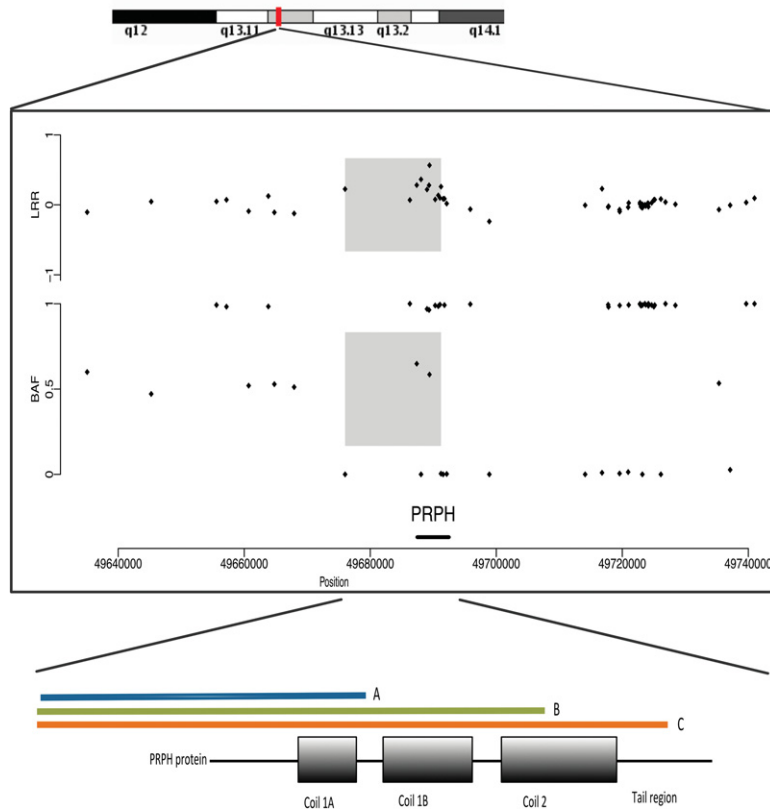 q12 q13.11 q13.13 q13.2 q14.1
1
LRR
0
−1
1
BAF
0.5
0
PRPH
49640000 49660000 49680000 49700000 49720000 49740000
Position
A
B
C
PRPH protein
Coil 1A Coil 1B Coil 2 Tail region